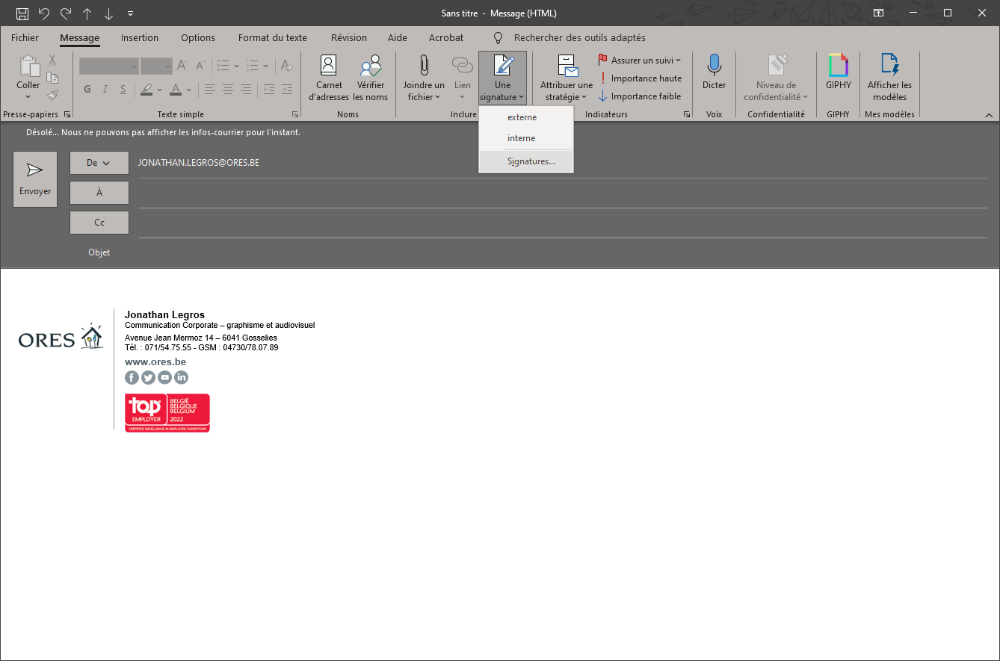 Sans titre - Message (HTML)
Fichier Message Insertion Options Format du texte Révision Aide Acrobat Rechercher des outils adaptés
Coller
Presse-papiers
G I S
Texte simple
Carnet d'adresses
Vérifier les noms
Noms
Joindre un fichier
Lien
Une signature
Inclure
externe
interne
Signatures...
Attribuer une stratégie
Assurer un suivi
Importance haute
Importance faible
Indicateurs
Dicter
Voix
Niveau de confidentialité
Confidentialité
GIPHY
GIPHY
Afficher les modèles
Mes modèles
Désolé... Nous ne pouvons pas afficher les infos-courrier pour l'instant.
Envoyer
De JONATHAN.LEGROS@ORES.BE
À
Cc
Objet
ORES
Jonathan Legros
Communication Corporate – graphisme et audiovisuel
Avenue Jean Mermoz 14 – 6041 Gosselies
Tél. : 071/54.75.55 - GSM : 04730/78.07.89
www.ores.be
top
EMPLOYER
BELGIË
BELGIQUE
BELGIUM
2022
CERTIFIED EXCELLENCE IN EMPLOYEE CONDITIONS